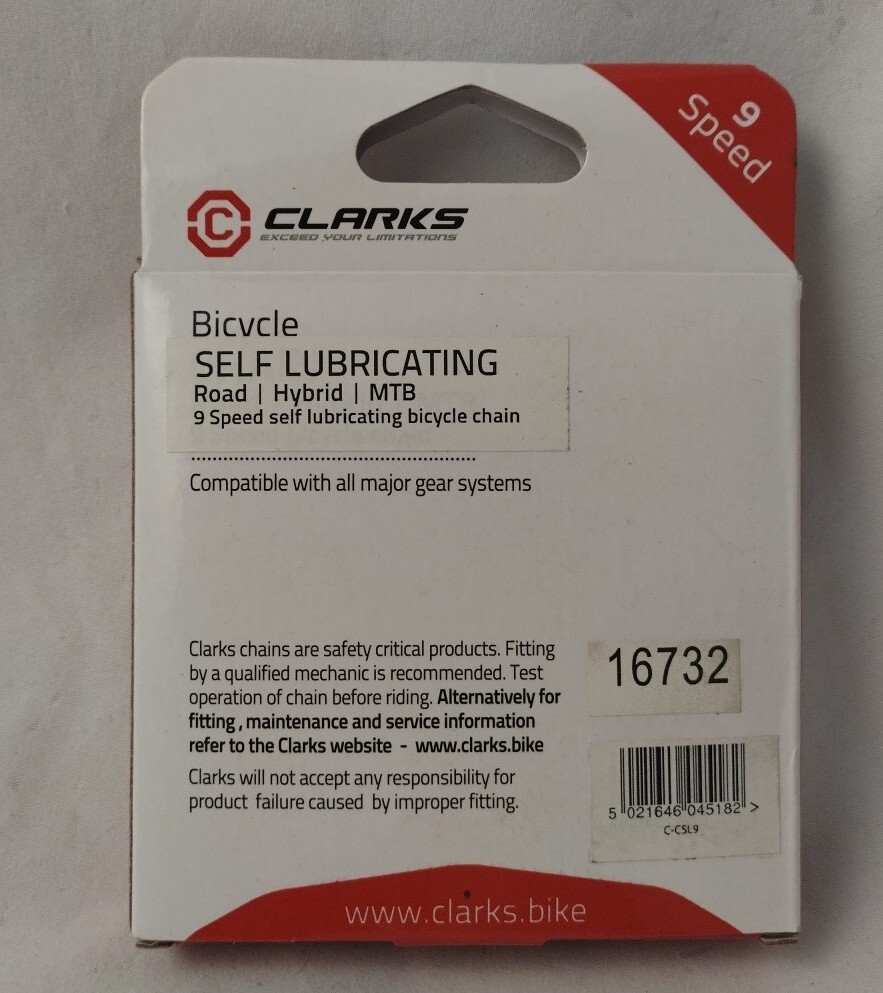 9
Speed
C CLARKS
EXCEED YOUR LIMITATIONS
Bicycle
SELF LUBRICATING
Road | Hybrid | MTB
9 Speed self lubricating bicycle chain
Compatible with all major gear systems
Clarks chains are safety critical products. Fitting
by a qualified mechanic is recommended. Test
operation of chain before riding. Alternatively for
fitting , maintenance and service information
refer to the Clarks website - www.clarks.bike
Clarks will not accept any responsibility for
product failure caused by improper fitting.
16732
5 021646 045182 >
C-CSL9
www.clarks.bike